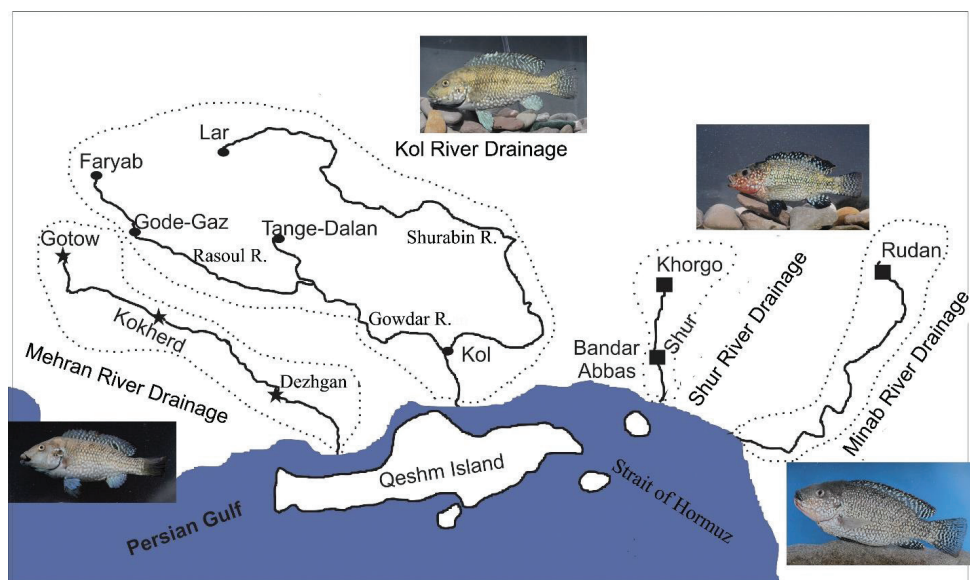 Kol River Drainage
Lar
Faryab
Gode-Gaz
Tange-Dalan
Shurabin R.
Gotow
Rasoul R.
Khorgo
Rudan
Gowdar R.
Kokherd
Kol
Bandar
Abbas
Shur
Shur River Drainage
Minab River Drainage
Mehran River Drainage
Dezhgan
Qeshm Island
Persian Gulf
Strait of Hormuz